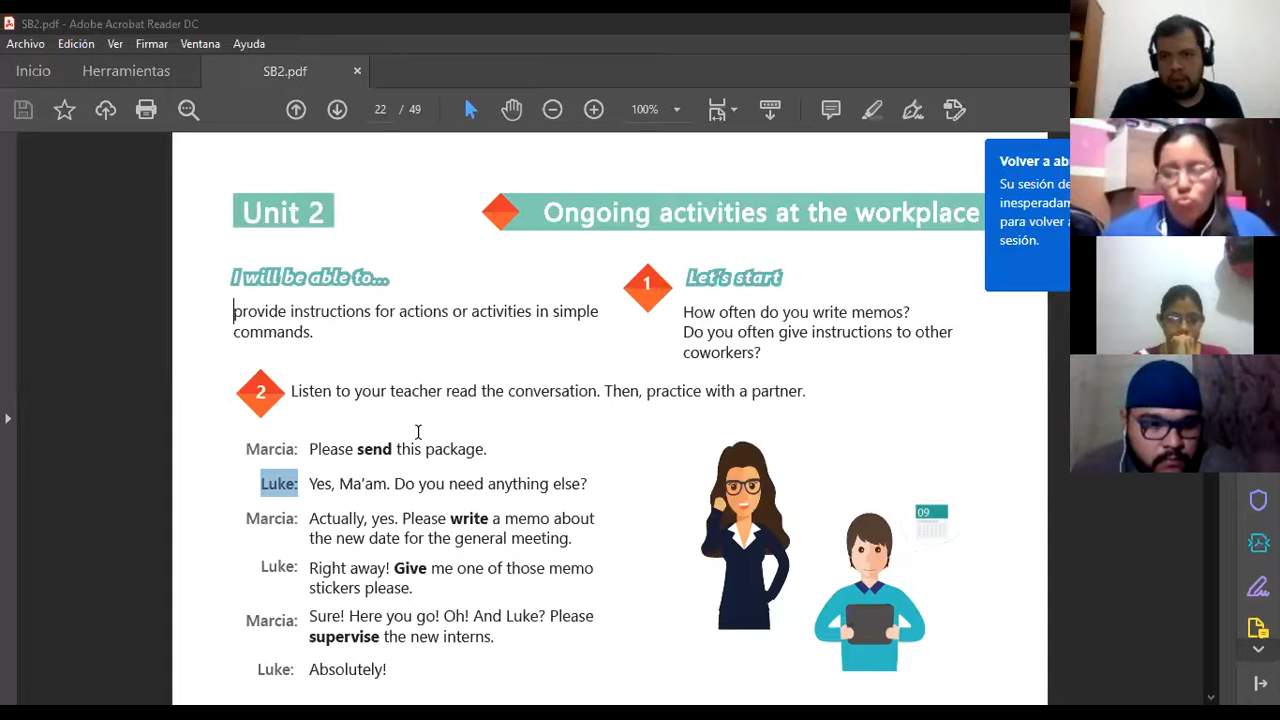 SB2.pdf - Adobe Acrobat Reader DC
Archivo Edición Ver Firmar Ventana Ayuda
Inicio Herramientas SB2.pdf ×
22 / 49 100%
Volver a ab
Su sesión de
inesperadam
para volver a
sesión.
Unit 2
Ongoing activities at the workplace
I will be able to...
provide instructions for actions or activities in simple
commands.
1
Let's start
How often do you write memos?
Do you often give instructions to other
coworkers?
2
Listen to your teacher read the conversation. Then, practice with a partner.
Marcia: Please send this package.
Luke: Yes, Ma'am. Do you need anything else?
Marcia: Actually, yes. Please write a memo about
the new date for the general meeting.
Luke: Right away! Give me one of those memo
stickers please.
Marcia: Sure! Here you go! Oh! And Luke? Please
supervise the new interns.
Luke: Absolutely!
09